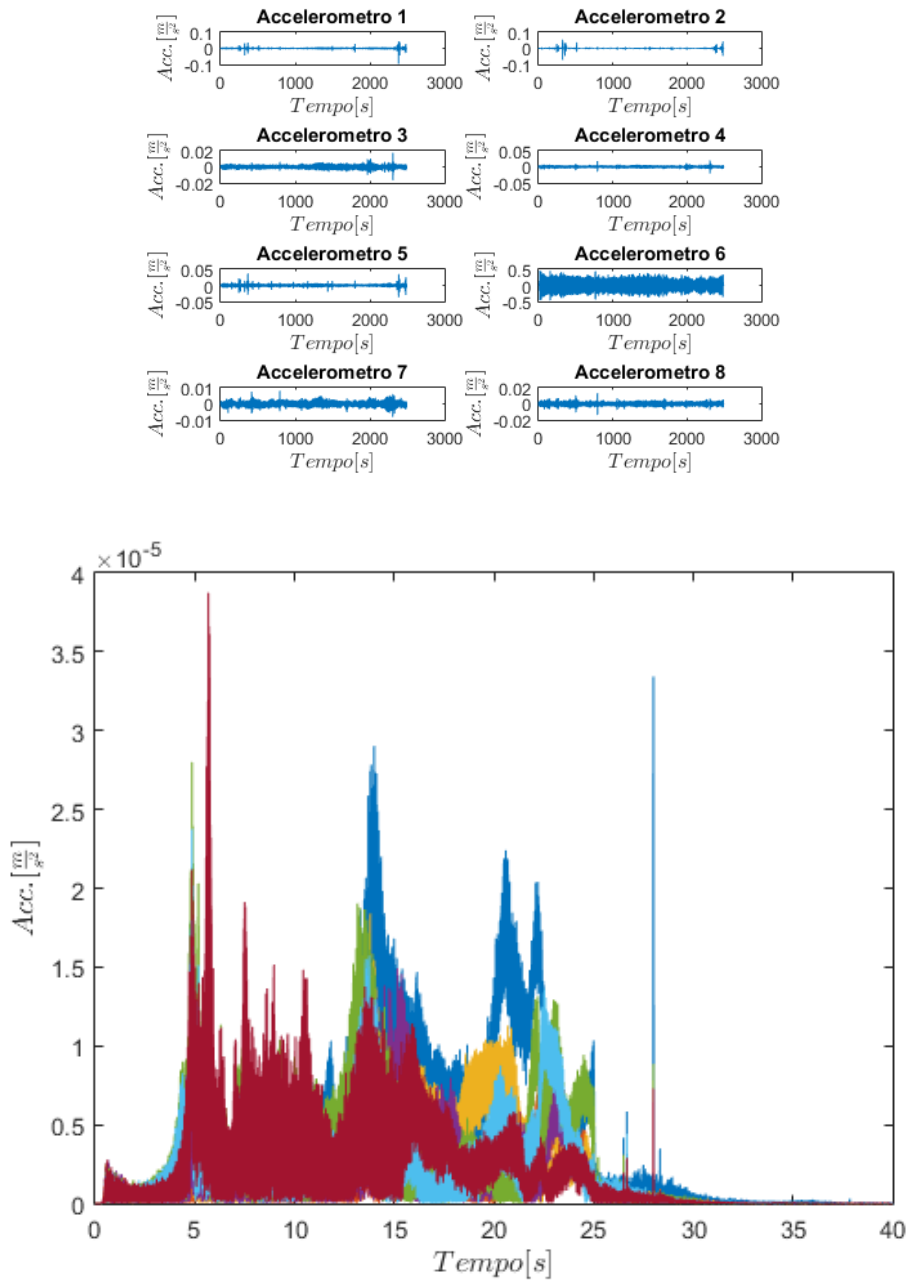 Accelerometro 1
Acc.[m/s²]
0.1
0
-0.1
0 1000 2000 3000
Tempo[s]
Accelerometro 2
Acc.[m/s²]
0.1
0
-0.1
0 1000 2000 3000
Tempo[s]
Accelerometro 3
Acc.[m/s²]
0.02
0
-0.02
0 1000 2000 3000
Tempo[s]
Accelerometro 4
Acc.[m/s²]
0.05
0
-0.05
0 1000 2000 3000
Tempo[s]
Accelerometro 5
Acc.[m/s²]
0.05
0
-0.05
0 1000 2000 3000
Tempo[s]
Accelerometro 6
Acc.[m/s²]
0.5
0
-0.5
0 1000 2000 3000
Tempo[s]
Accelerometro 7
Acc.[m/s²]
0.01
0
-0.01
0 1000 2000 3000
Tempo[s]
Accelerometro 8
Acc.[m/s²]
0.02
0
-0.02
0 1000 2000 3000
Tempo[s]
×10⁻⁵
4
3.5
3
2.5
2
1.5
1
0.5
0
Acc.[m/s²]
0 5 10 15 20 25 30 35 40
Tempo[s]